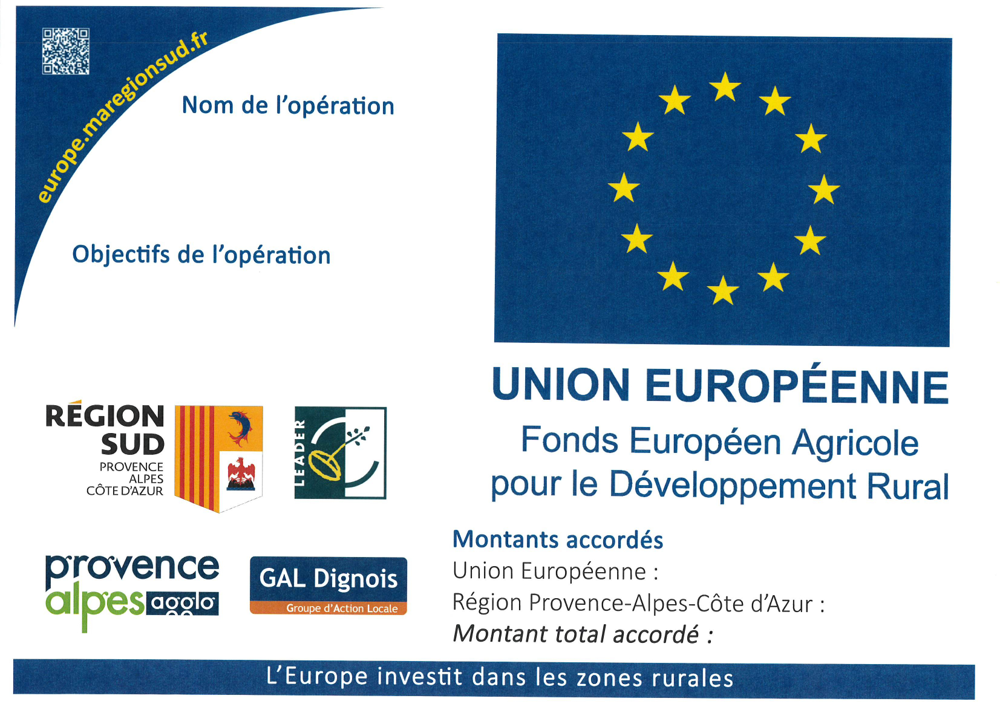 europe.maregionsud.fr
Nom de l'opération
Objectifs de l'opération
UNION EUROPÉENNE
Fonds Européen Agricole
pour le Développement Rural
RÉGION
SUD
PROVENCE
ALPES
CÔTE D'AZUR
LEADER
provence
alpes agglo
GAL Dignois
Groupe d'Action Locale
Montants accordés
Union Européenne :
Région Provence-Alpes-Côte d'Azur :
Montant total accordé :
L'Europe investit dans les zones rurales